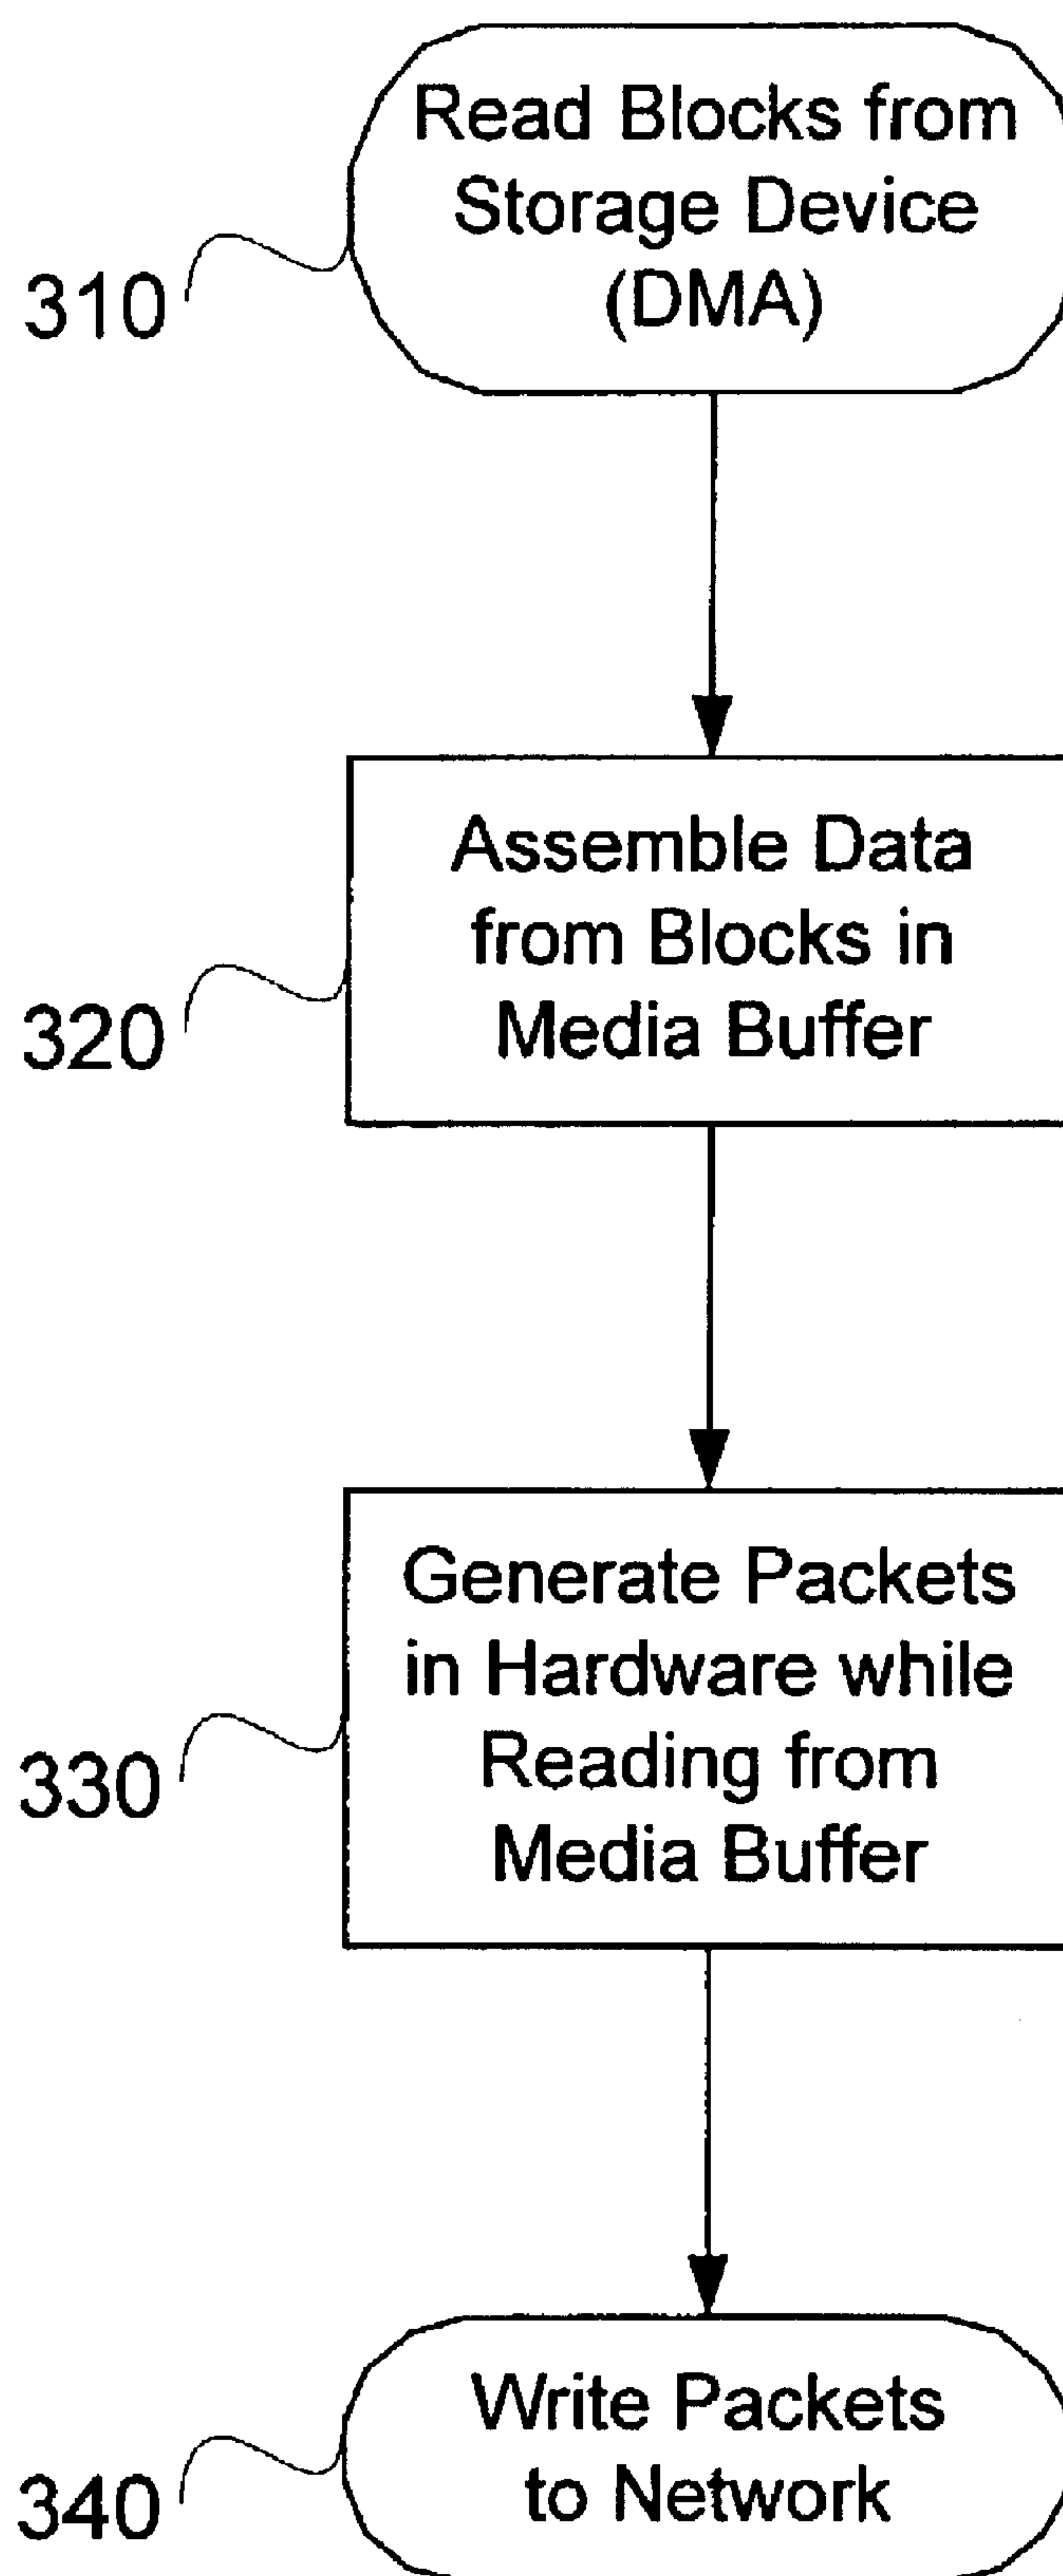 Read Blocks from
Storage Device
(DMA)
310
Assemble Data
from Blocks in
Media Buffer
320
Generate Packets
in Hardware while
Reading from
Media Buffer
330
Write Packets
to Network
340